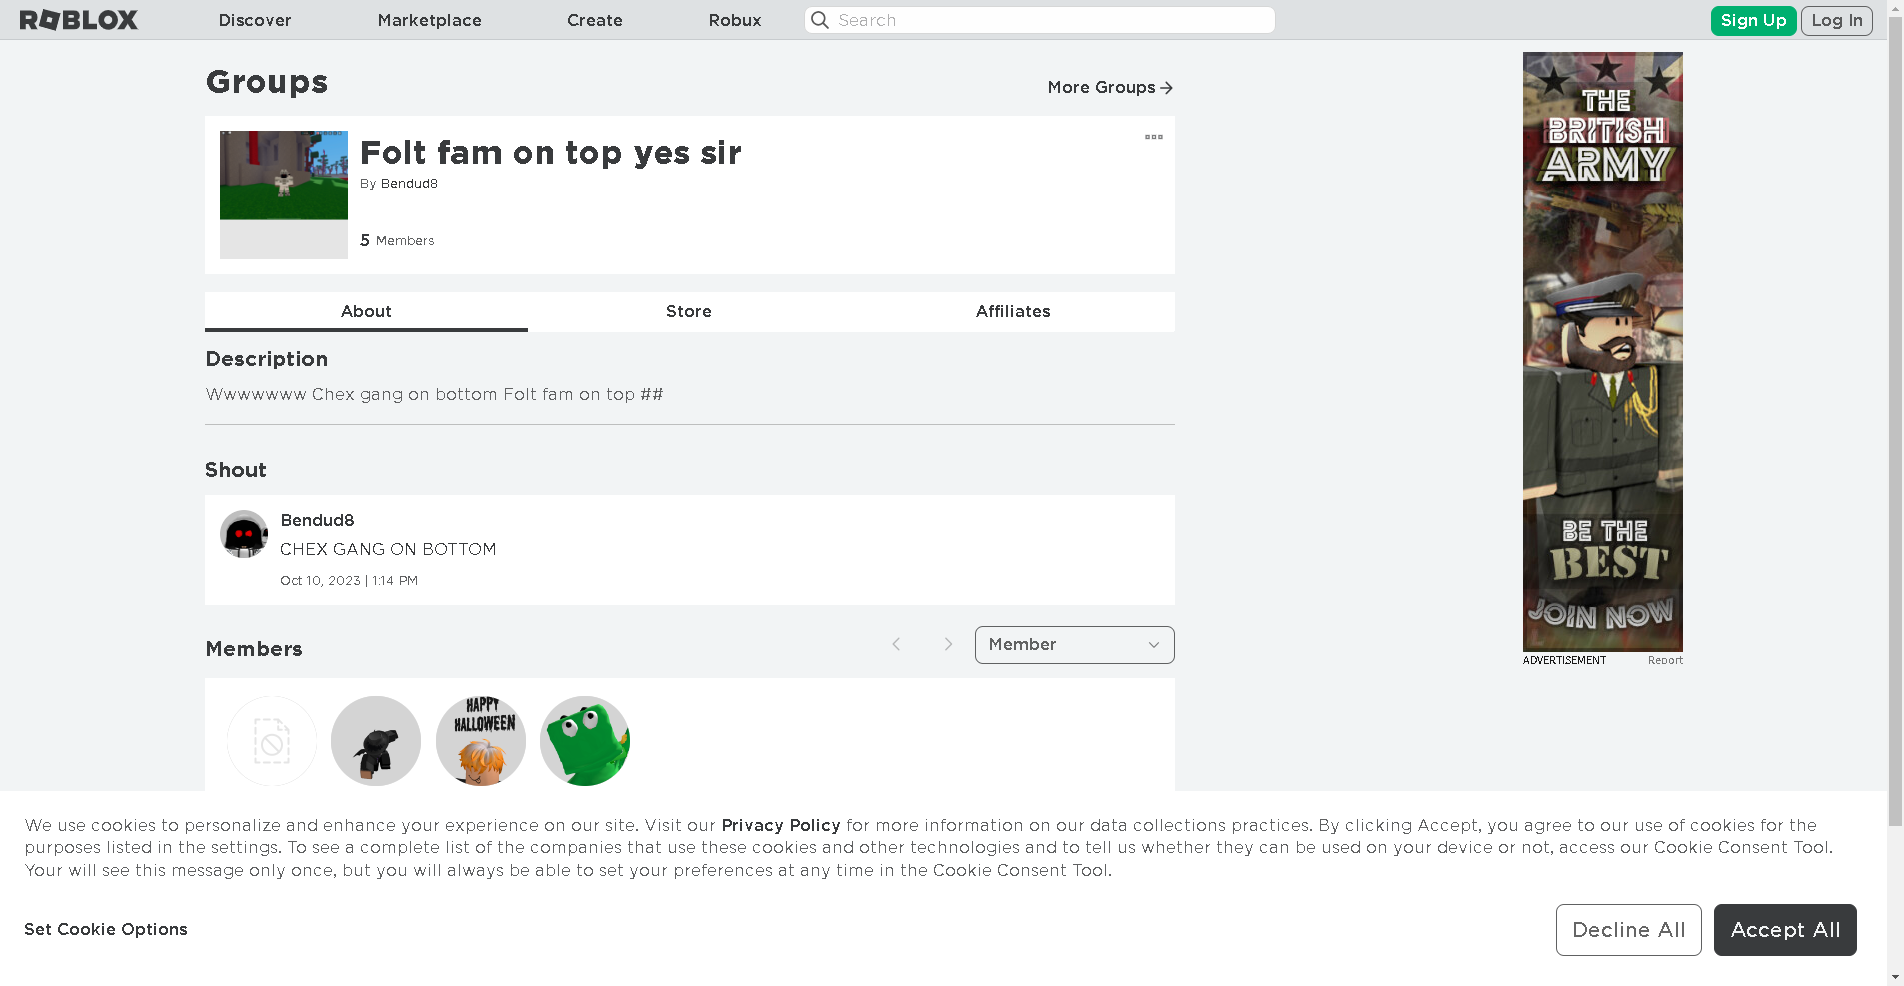 ROBLOX
Discover
Marketplace
Create
Robux
Search
Sign Up
Log In
Groups
More Groups
Folt fam on top yes sir
By Bendud8
5 Members
About
Store
Affiliates
Description
Wwwwwww Chex gang on bottom Folt fam on top ##
Shout
Bendud8
CHEX GANG ON BOTTOM
Oct 10, 2023 | 1:14 PM
Members
Member
HAPPY
HALLOWEEN
THE
BRITISH
ARMY
BE THE
BEST
JOIN NOW
ADVERTISEMENT
Report
We use cookies to personalize and enhance your experience on our site. Visit our Privacy Policy for more information on our data collections practices. By clicking Accept, you agree to our use of cookies for the
purposes listed in the settings. To see a complete list of the companies that use these cookies and other technologies and to tell us whether they can be used on your device or not, access our Cookie Consent Tool.
Your will see this message only once, but you will always be able to set your preferences at any time in the Cookie Consent Tool.
Set Cookie Options
Decline All
Accept All